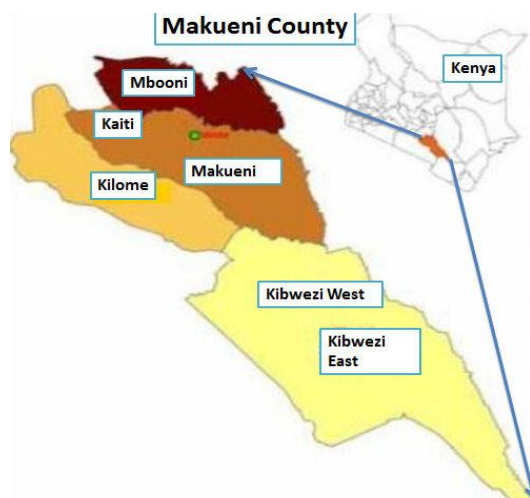 Makueni County
Mbooni
Kenya
Kaiti
Makueni
Kilome
Kibwezi West
Kibwezi
East